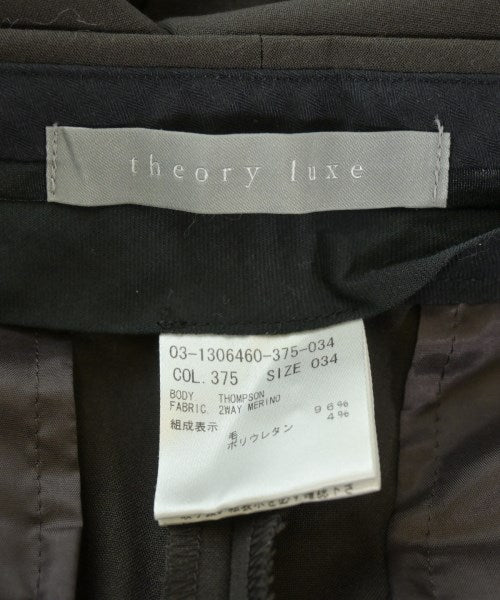 theory luxe
03-1306460-375-034
COL.375 SIZE 034
BODY THOMPSON
FABRIC 2WAY MERINO
組成表示 毛 96%
ポリウレタン 4%